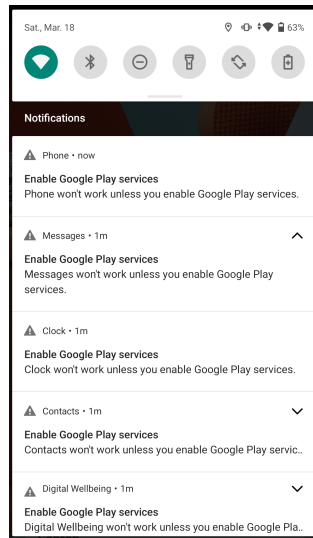 Sat., Mar. 18
63%
Notifications
Phone • now
Enable Google Play services
Phone won't work unless you enable Google Play services.
Messages • 1m
Enable Google Play services
Messages won't work unless you enable Google Play
services.
Clock • 1m
Enable Google Play services
Clock won't work unless you enable Google Play services.
Contacts • 1m
Enable Google Play services
Contacts won't work unless you enable Google Play servic..
Digital Wellbeing • 1m
Enable Google Play services
Digital Wellbeing won't work unless you enable Google Pla..